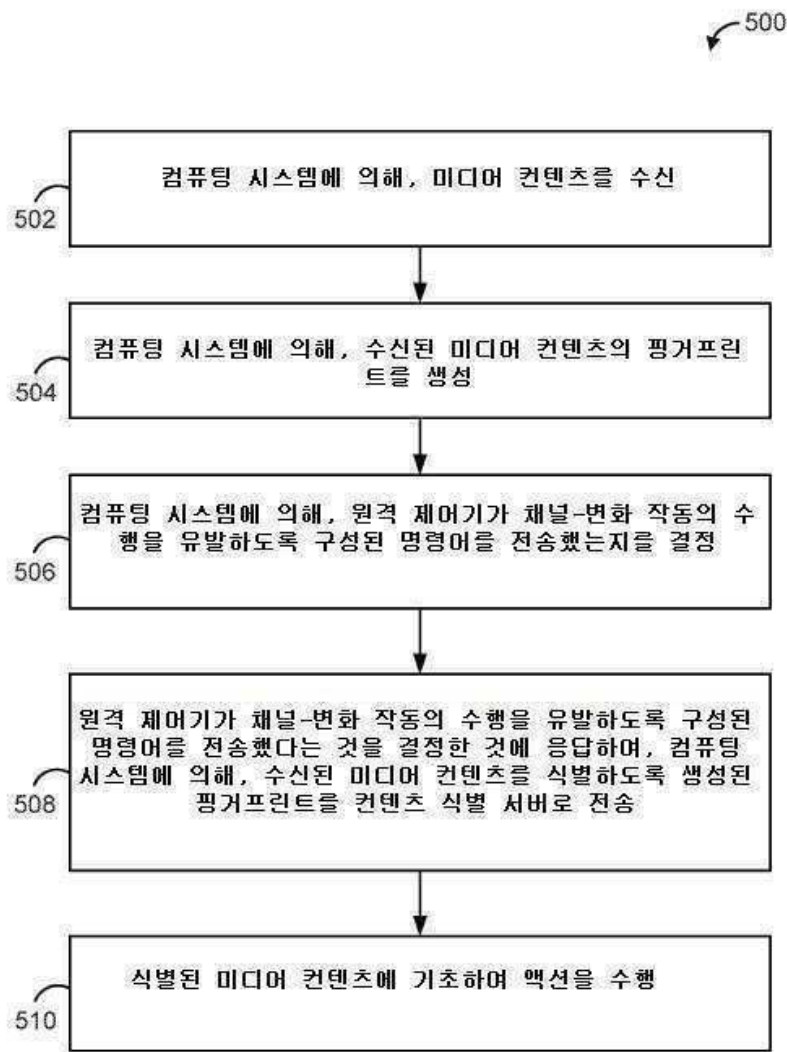 500
컴퓨팅 시스템에 의해, 미디어 컨텐츠를 수신
502
컴퓨팅 시스템에 의해, 수신된 미디어 컨텐츠의 핑거프린
트를 생성
504
컴퓨팅 시스템에 의해, 원격 제어기가 채널-변화 작동의 수
행을 유발하도록 구성된 명령어를 전송했는지를 결정
506
원격 제어기가 채널-변화 작동의 수행을 유발하도록 구성된
명령어를 전송했다는 것을 결정한 것에 응답하여, 컴퓨팅
시스템에 의해, 수신된 미디어 컨텐츠를 식별하도록 생성된
핑거프린트를 컨텐츠 식별 서버로 전송
508
식별된 미디어 컨텐츠에 기초하여 액션을 수행
510